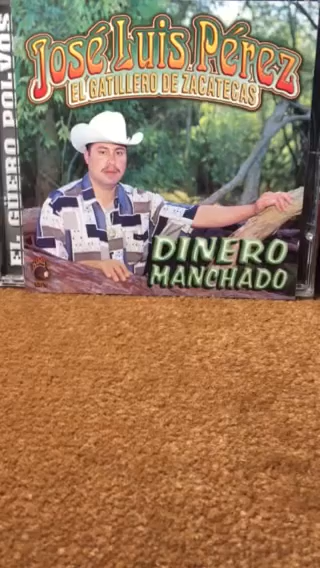 José Luis Pérez
EL GATILLERO DE ZACATECAS
DINERO
MANCHADO
EL GÜERO POLVOS